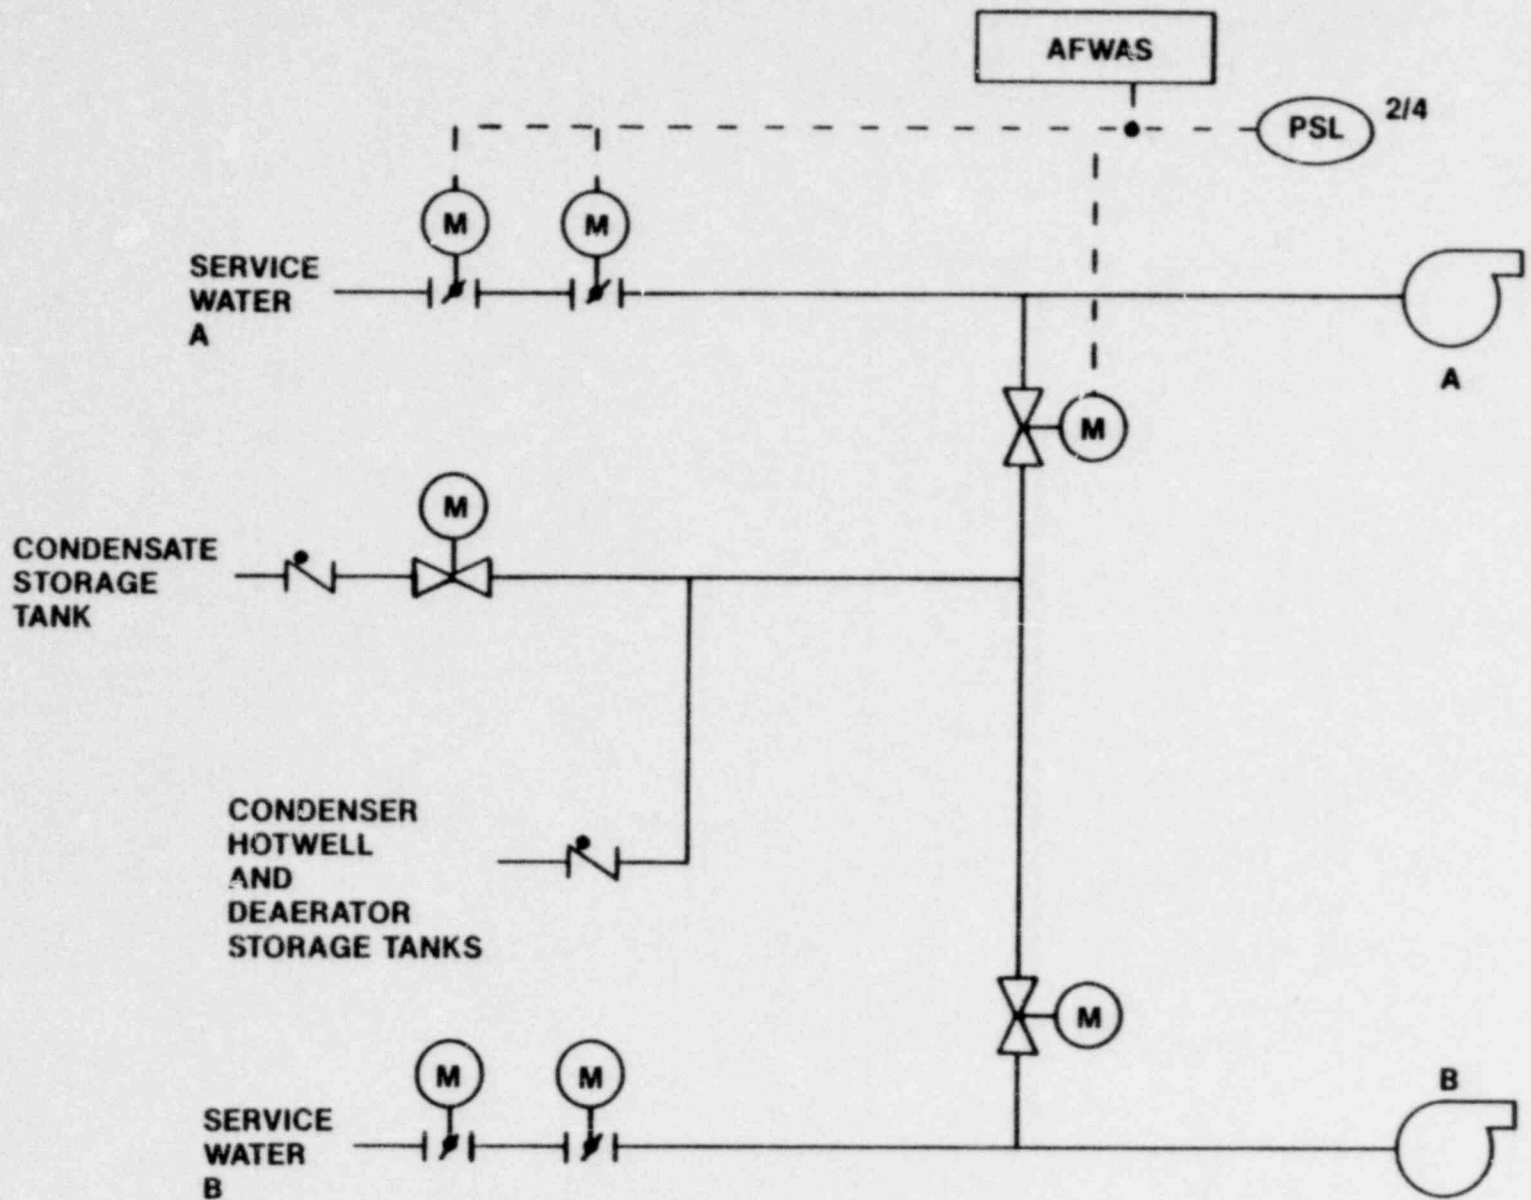 AFWAS
PSL
2/4
M
M
SERVICE
WATER
A
A
M
M
CONDENSATE
STORAGE
TANK
CONDENSER
HOTWELL
AND
DEAERATOR
STORAGE TANKS
M
M
M
B
SERVICE
WATER
B